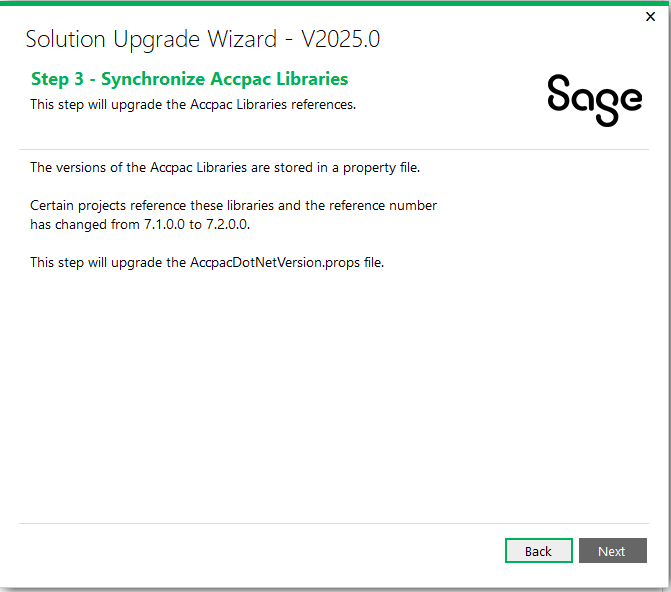 Solution Upgrade Wizard - V2025.0
Step 3 - Synchronize Accpac Libraries
This step will upgrade the Accpac Libraries references.
Sage
The versions of the Accpac Libraries are stored in a property file.
Certain projects reference these libraries and the reference number
has changed from 7.1.0.0 to 7.2.0.0.
This step will upgrade the AccpacDotNetVersion.props file.
Back
Next